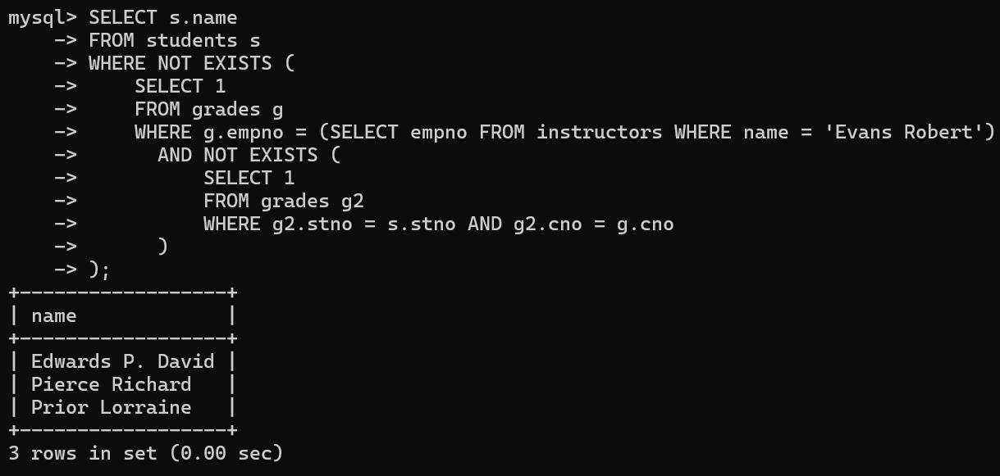 mysql> SELECT s.name
    -> FROM students s
    -> WHERE NOT EXISTS (
    ->     SELECT 1
    ->     FROM grades g
    ->     WHERE g.empno = (SELECT empno FROM instructors WHERE name = 'Evans Robert')
    ->       AND NOT EXISTS (
    ->           SELECT 1
    ->           FROM grades g2
    ->           WHERE g2.stno = s.stno AND g2.cno = g.cno
    ->       )
    -> );
+------------------+
| name             |
+------------------+
| Edwards P. David |
| Pierce Richard   |
| Prior Lorraine   |
+------------------+
3 rows in set (0.00 sec)